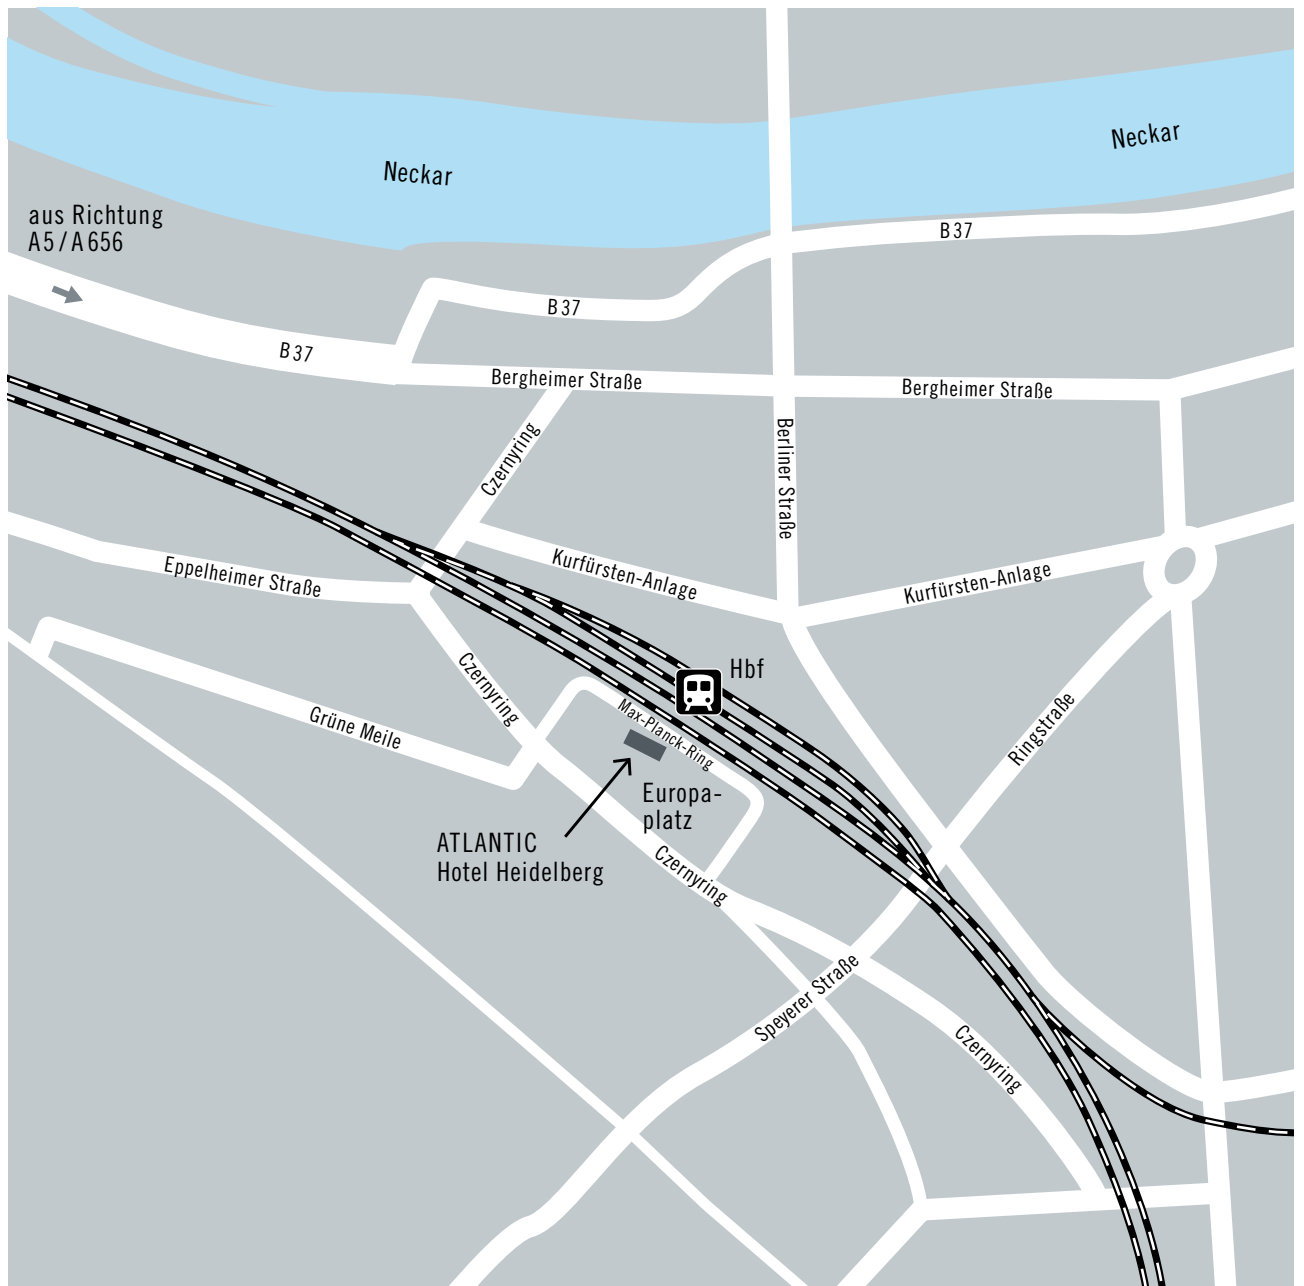 Neckar
Neckar
aus Richtung
A5/A656
B37
B37
B37
Bergheimer Straße
Bergheimer Straße
Czernyring
Berliner Straße
Kurfürsten-Anlage
Kurfürsten-Anlage
Eppelheimer Straße
Hbf
Czernyring
Grüne Meile
Max-Planck-Ring
Ringstraße
Europa-
platz
ATLANTIC
Hotel Heidelberg
Czernyring
Speyerer Straße
Czernyring